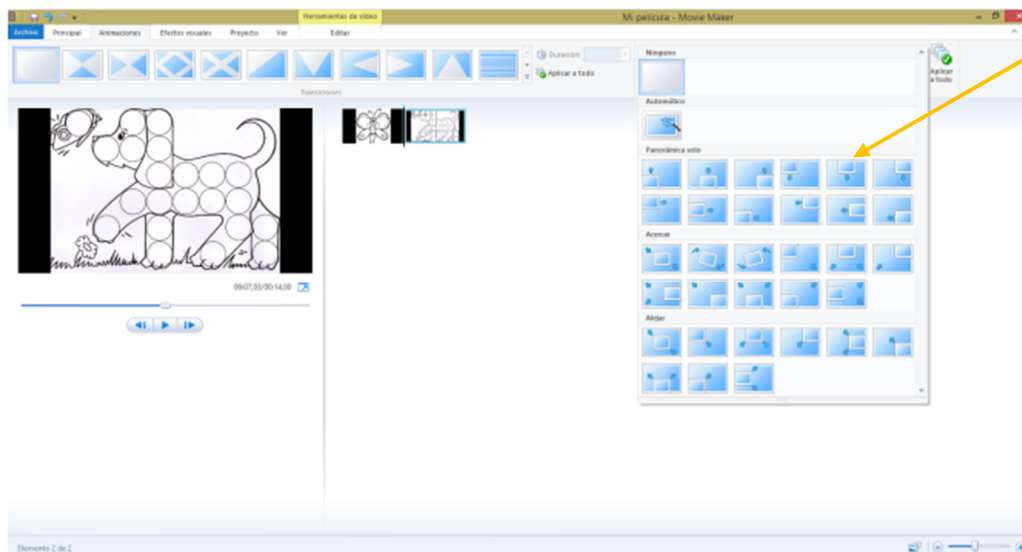 Herramientas de vídeo
Mi película - Movie Maker
Archivo Principal Animaciones Efectos visuales Proyecto Ver Editar
Duración:
Aplicar a todo
Transiciones
Ninguno
Automático
Panorámica solo
Acercar
Alejar
Aplicar
a todo
00:07,03/00:14,00
Elemento 2 de 2